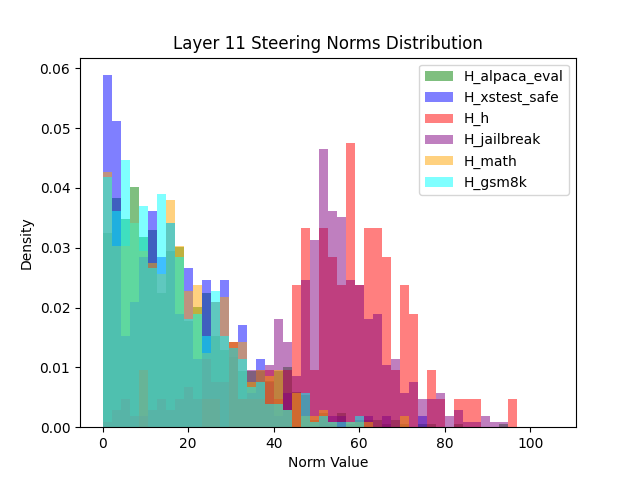 Layer 11 Steering Norms Distribution
0.06
0.05
0.04
0.03
0.02
0.01
0.00
Density
H_alpaca_eval
H_xstest_safe
H_h
H_jailbreak
H_math
H_gsm8k
0 20 40 60 80 100
Norm Value